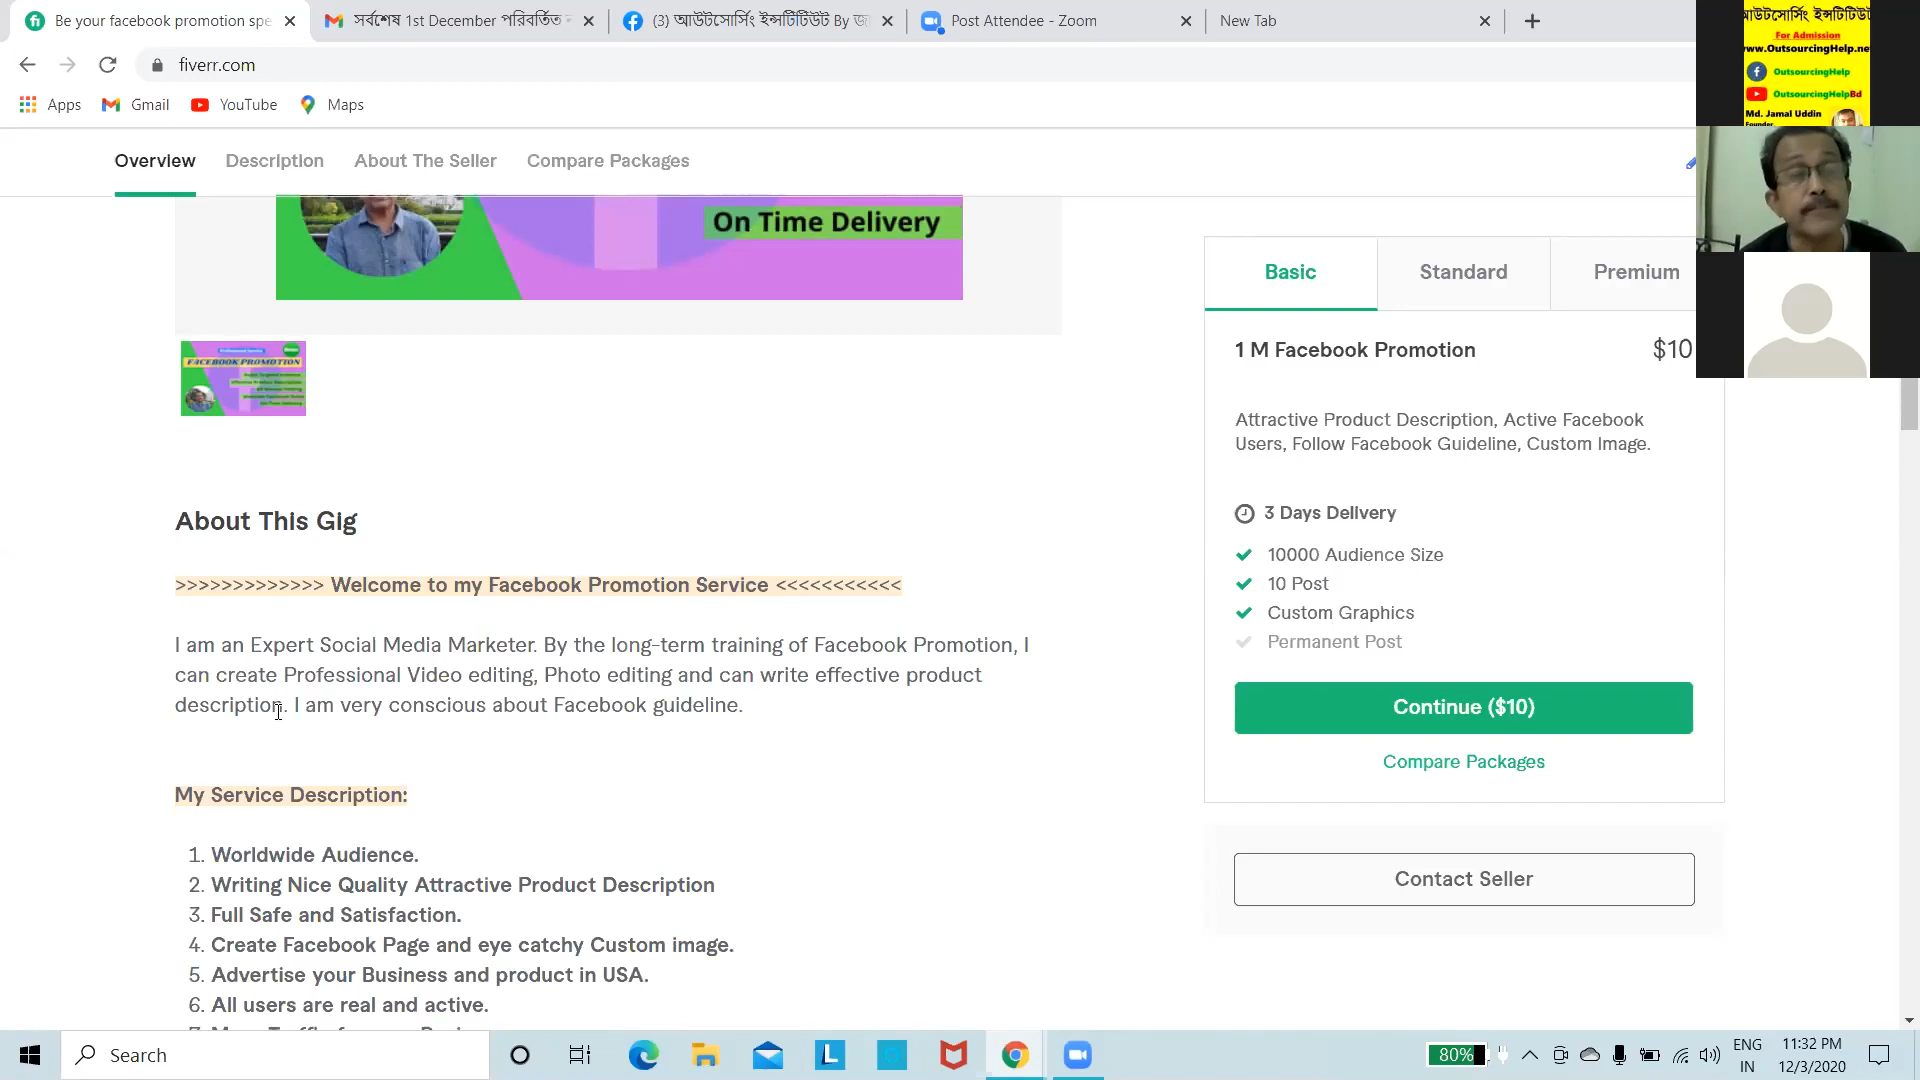 Be your facebook promotion spe
সর্বশেষ 1st December পরিবর্তিত
(3) আউটসোর্সিং ইন্সটিটিউট By জ
Post Attendee - Zoom
New Tab
fiverr.com
Apps
Gmail
YouTube
Maps
আউটসোর্সিং ইন্সটিটিউট
For Admission
www.OutsourcingHelp.ne
OutsourcingHelp
OutsourcingHelpBd
Md. Jamal Uddin
Founder
Overview
Description
About The Seller
Compare Packages
On Time Delivery
FACEBOOK PROMOTION
Basic
Standard
Premium
1 M Facebook Promotion
$10
Attractive Product Description, Active Facebook
Users, Follow Facebook Guideline, Custom Image.
3 Days Delivery
10000 Audience Size
10 Post
Custom Graphics
Permanent Post
Continue ($10)
Compare Packages
Contact Seller
About This Gig
>>>>>>>>>>>>> Welcome to my Facebook Promotion Service <<<<<<<<<<<
I am an Expert Social Media Marketer. By the long-term training of Facebook Promotion, I
can create Professional Video editing, Photo editing and can write effective product
description. I am very conscious about Facebook guideline.
My Service Description:
1. Worldwide Audience.
2. Writing Nice Quality Attractive Product Description
3. Full Safe and Satisfaction.
4. Create Facebook Page and eye catchy Custom image.
5. Advertise your Business and product in USA.
6. All users are real and active.
Search
80%
ENG
IN
11:32 PM
12/3/2020